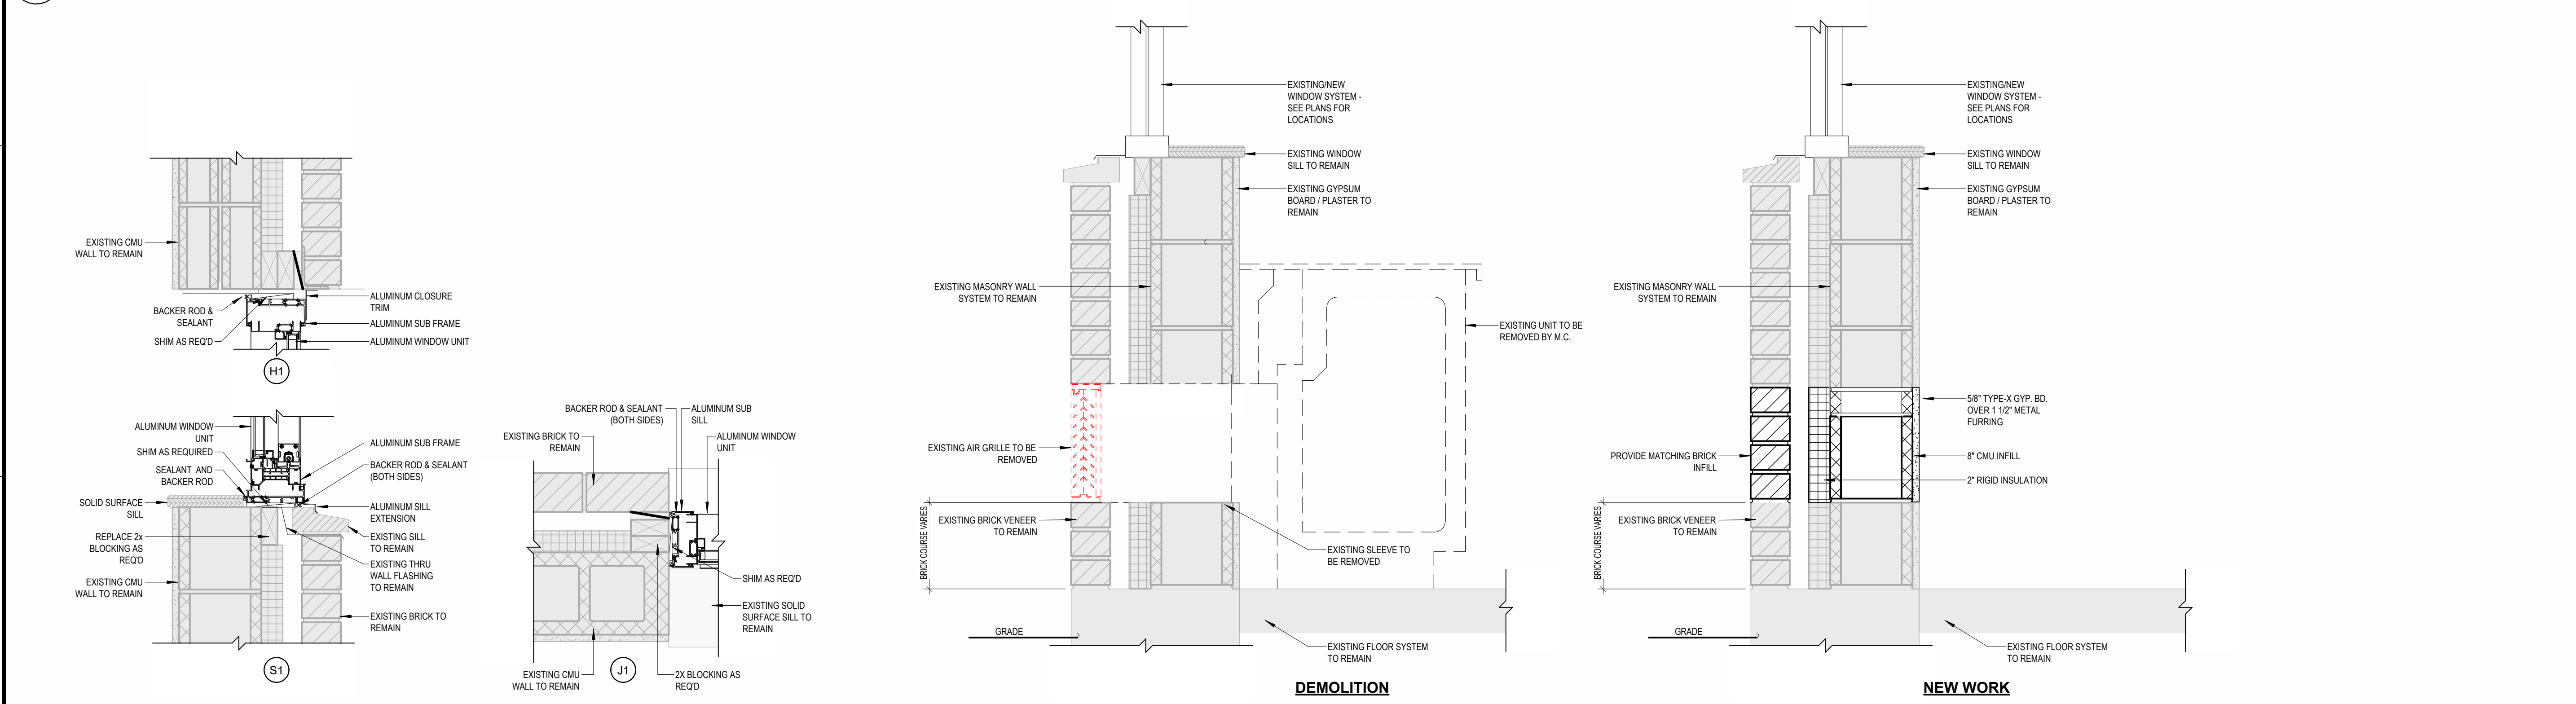 EXISTING CMU
WALL TO REMAIN
BACKER ROD &
SEALANT
SHIM AS REQ'D
ALUMINUM CLOSURE
TRIM
ALUMINUM SUB FRAME
ALUMINUM WINDOW UNIT
H1
ALUMINUM WINDOW
UNIT
SHIM AS REQUIRED
SEALANT AND
BACKER ROD
SOLID SURFACE
SILL
REPLACE 2x
BLOCKING AS
REQ'D
EXISTING CMU
WALL TO REMAIN
ALUMINUM SUB FRAME
BACKER ROD & SEALANT
(BOTH SIDES)
ALUMINUM SILL
EXTENSION
EXISTING SILL
TO REMAIN
EXISTING THRU
WALL FLASHING
TO REMAIN
EXISTING BRICK TO
REMAIN
S1
BACKER ROD & SEALANT
(BOTH SIDES)
EXISTING BRICK TO
REMAIN
ALUMINUM SUB
SILL
ALUMINUM WINDOW
UNIT
SHIM AS REQ'D
EXISTING SOLID
SURFACE SILL TO
REMAIN
EXISTING CMU
WALL TO REMAIN
2X BLOCKING AS
REQ'D
J1
EXISTING/NEW
WINDOW SYSTEM -
SEE PLANS FOR
LOCATIONS
EXISTING WINDOW
SILL TO REMAIN
EXISTING GYPSUM
BOARD / PLASTER TO
REMAIN
EXISTING MASONRY WALL
SYSTEM TO REMAIN
EXISTING UNIT TO BE
REMOVED BY M.C.
EXISTING AIR GRILLE TO BE
REMOVED
EXISTING BRICK VENEER
TO REMAIN
BRICK COURSE VARIES
EXISTING SLEEVE TO
BE REMOVED
GRADE
EXISTING FLOOR SYSTEM
TO REMAIN
DEMOLITION
EXISTING/NEW
WINDOW SYSTEM -
SEE PLANS FOR
LOCATIONS
EXISTING WINDOW
SILL TO REMAIN
EXISTING GYPSUM
BOARD / PLASTER TO
REMAIN
EXISTING MASONRY WALL
SYSTEM TO REMAIN
5/8" TYPE-X GYP. BD.
OVER 1 1/2" METAL
FURRING
PROVIDE MATCHING BRICK
INFILL
8" CMU INFILL
2" RIGID INSULATION
EXISTING BRICK VENEER
TO REMAIN
BRICK COURSE VARIES
GRADE
EXISTING FLOOR SYSTEM
TO REMAIN
NEW WORK